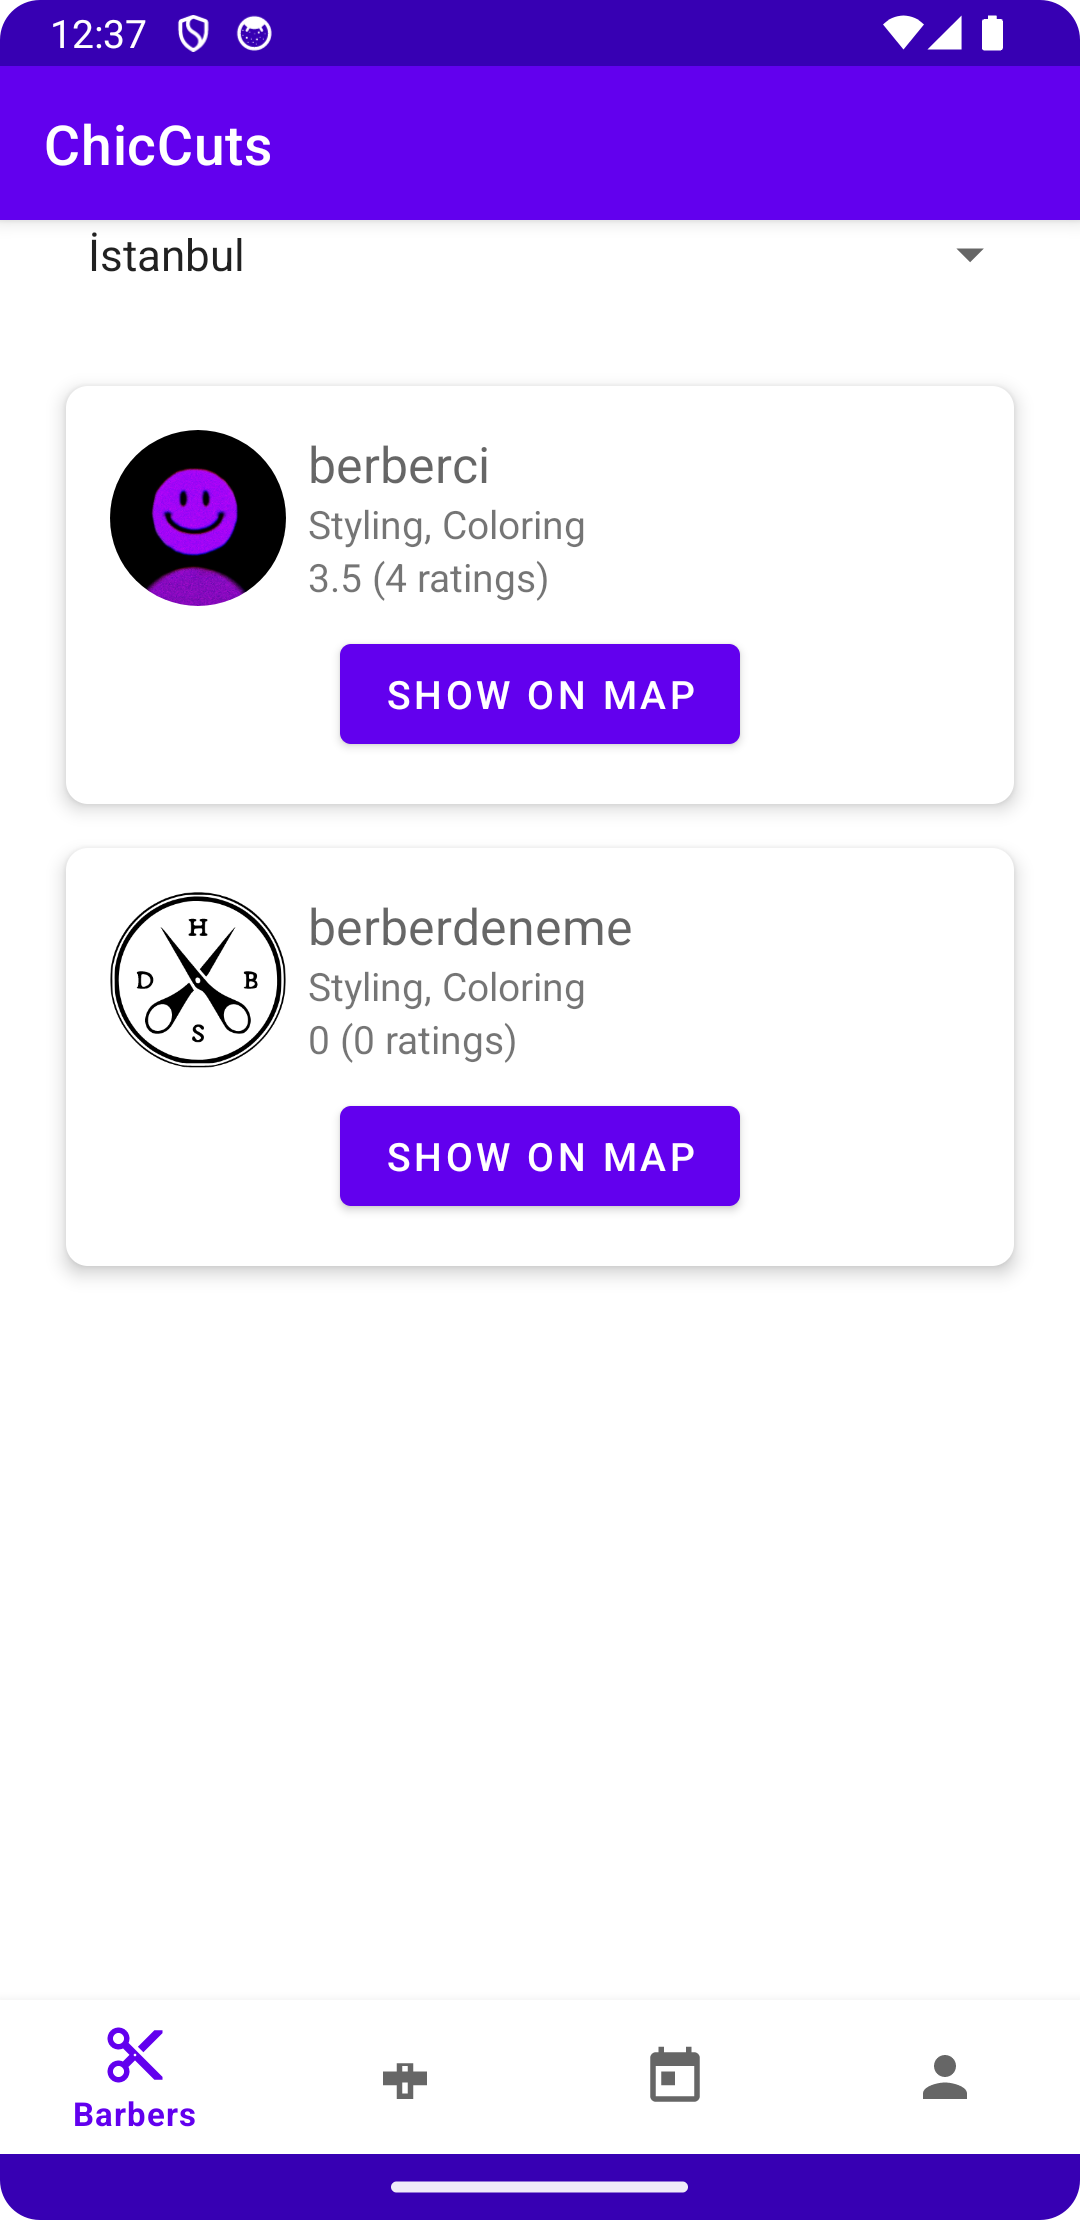 12:37
ChicCuts
İstanbul
berberci
Styling, Coloring
3.5 (4 ratings)
SHOW ON MAP
H
D B
S
berberdeneme
Styling, Coloring
0 (0 ratings)
SHOW ON MAP
Barbers